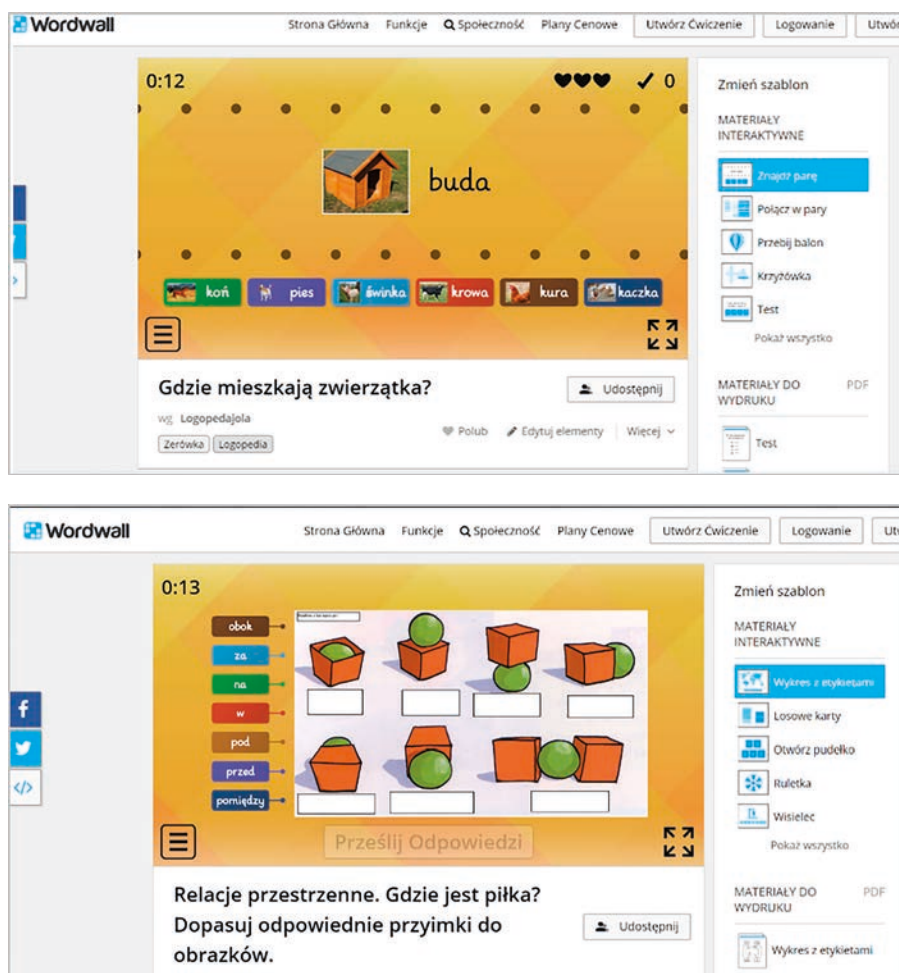 Wordwall
Strona Główna Funkcje Społeczność Plany Cenowe Utwórz Ćwiczenie Logowanie Utwór
0:12 0
buda
koń pies świnka krowa kura kaczka
Gdzie mieszkają zwierzątka?
Udostępnij
wg Logopedajola
Zerówka Logopedia
Polub Edytuj elementy Więcej
Zmień szablon
MATERIAŁY
INTERAKTYWNE
Znajdź parę
Połącz w pary
Przebij balon
Krzyżówka
Test
Pokaż wszystko
MATERIAŁY DO PDF
WYDRUKU
Test
Wordwall
Strona Główna Funkcje Społeczność Plany Cenowe Utwórz Ćwiczenie Logowanie Utw
0:13
obok
za
na
w
pod
przed
pomiędzy
Prześlij Odpowiedzi
Relacje przestrzenne. Gdzie jest piłka?
Dopasuj odpowiednie przyimki do
obrazków.
Udostępnij
Zmień szablon
MATERIAŁY
INTERAKTYWNE
Wykres z etykietami
Losowe karty
Otwórz pudełko
Ruletka
Wisielec
Pokaż wszystko
MATERIAŁY DO PDF
WYDRUKU
Wykres z etykietami